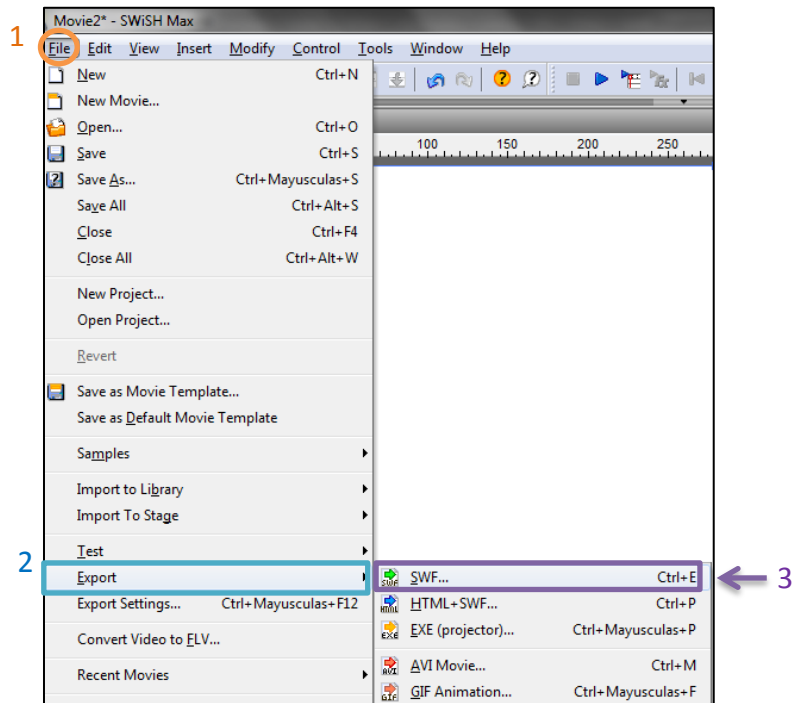 Movie2* - SWiSH Max
1
File Edit View Insert Modify Control Tools Window Help
New Ctrl+N
New Movie...
Open... Ctrl+O
100 150 200 250
Save Ctrl+S
Save As... Ctrl+Mayusculas+S
Save All Ctrl+Alt+S
Close Ctrl+F4
Close All Ctrl+Alt+W
New Project...
Open Project...
Revert
Save as Movie Template...
Save as Default Movie Template
Samples
Import to Library
Import To Stage
Test
2
Export
SWF... Ctrl+E
3
Export Settings... Ctrl+Mayusculas+F12
HTML+SWF... Ctrl+P
EXE (projector)... Ctrl+Mayusculas+P
Convert Video to FLV...
AVI Movie... Ctrl+M
Recent Movies
GIF Animation... Ctrl+Mayusculas+F